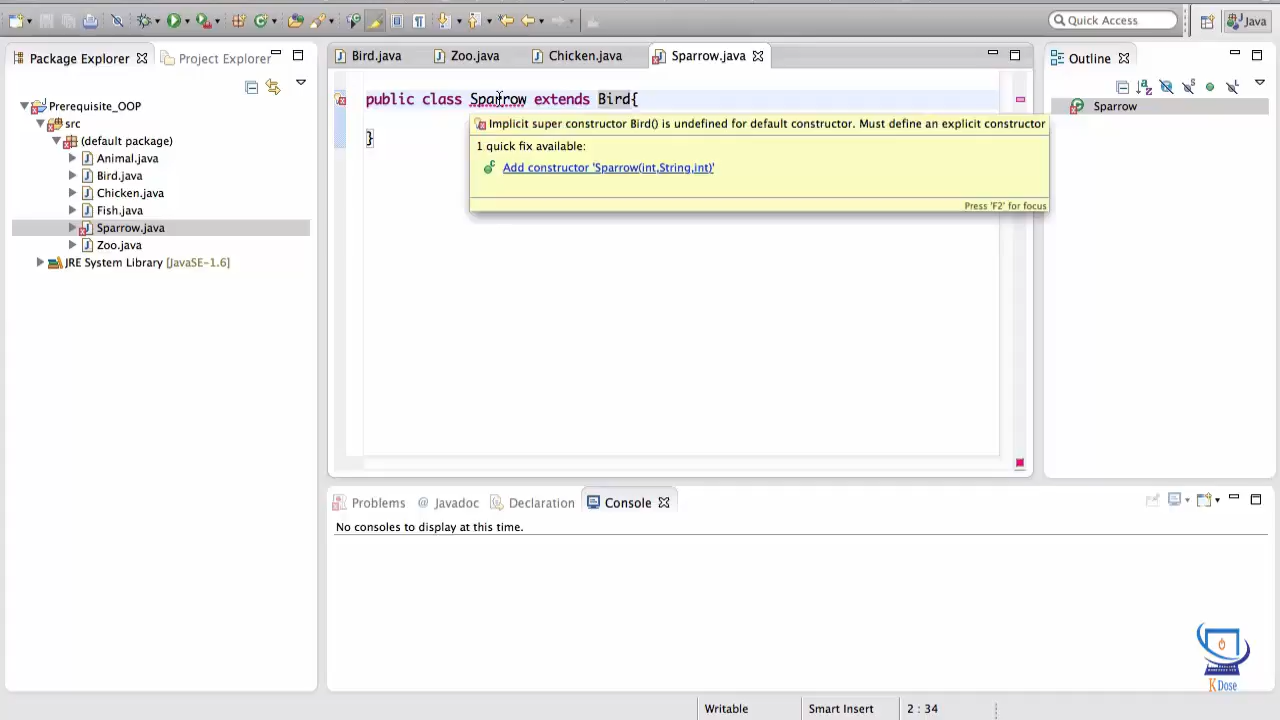 Quick Access
Java
Package Explorer
Project Explorer
Prerequisite_OOP
src
(default package)
Animal.java
Bird.java
Chicken.java
Fish.java
Sparrow.java
Zoo.java
JRE System Library [JavaSE-1.6]
Bird.java
Zoo.java
Chicken.java
Sparrow.java
public class Sparrow extends Bird{
Implicit super constructor Bird() is undefined for default constructor. Must define an explicit constructor
1 quick fix available:
Add constructor 'Sparrow(int,String,int)'
Press 'F2' for focus
}
Outline
Sparrow
Problems
@ Javadoc
Declaration
Console
No consoles to display at this time.
K Dose
Writable
Smart Insert
2 : 34